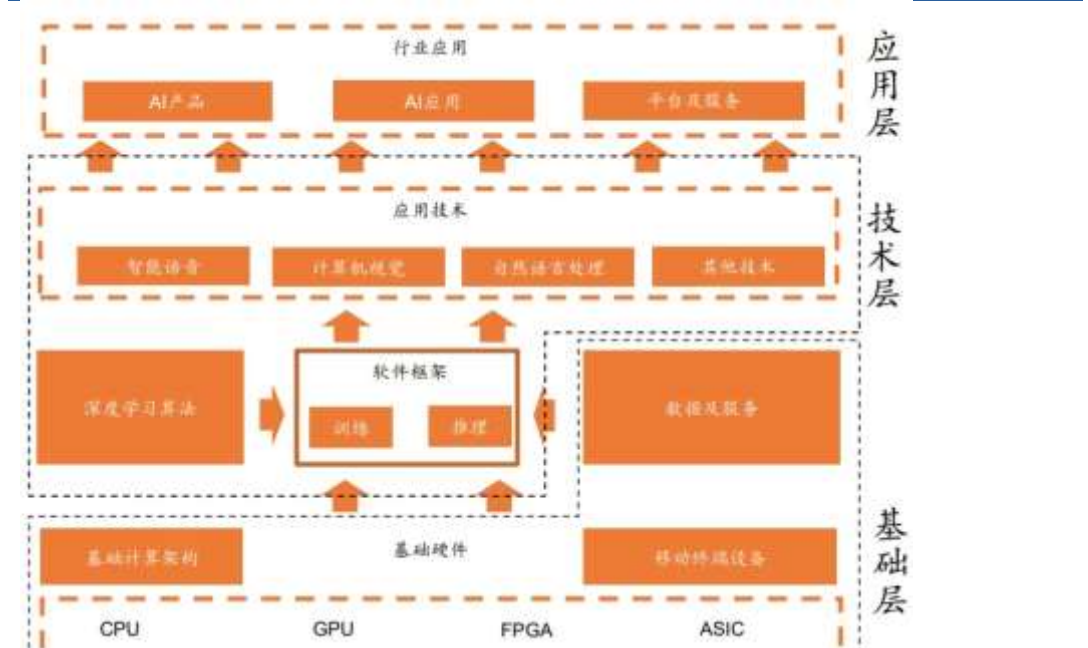 行业应用
AI产品
AI应用
平台及服务
应用层
应用技术
智能语音
计算机视觉
自然语言处理
其他技术
技术层
深度学习算法
软件框架
训练
推理
数据及服务
基础计算架构
基础硬件
移动终端设备
基础层
CPU
GPU
FPGA
ASIC